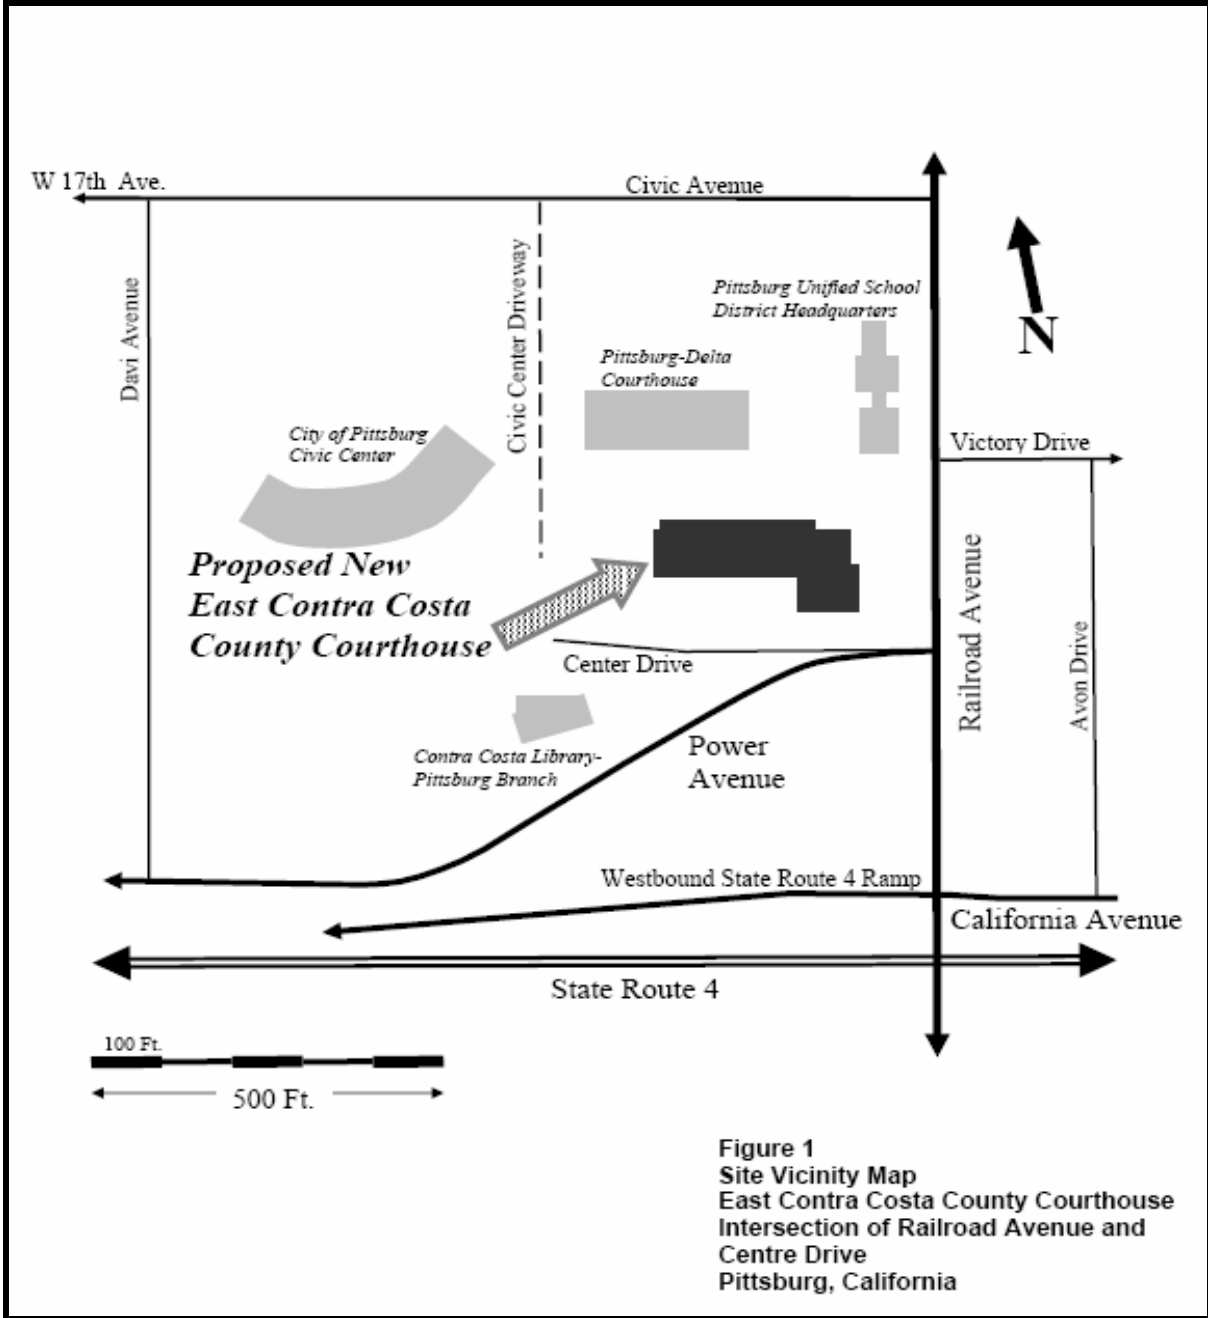 W 17th Ave.
Civic Avenue
Davi Avenue
Civic Center Driveway
Pittsburg Unified School
District Headquarters
N
Pittsburg-Delta
Courthouse
City of Pittsburg
Civic Center
Victory Drive
Proposed New
East Contra Costa
County Courthouse
Railroad Avenue
Avon Drive
Center Drive
Contra Costa Library-
Pittsburg Branch
Power
Avenue
Westbound State Route 4 Ramp
California Avenue
State Route 4
100 Ft.
500 Ft.
Figure 1
Site Vicinity Map
East Contra Costa County Courthouse
Intersection of Railroad Avenue and
Centre Drive
Pittsburg, California